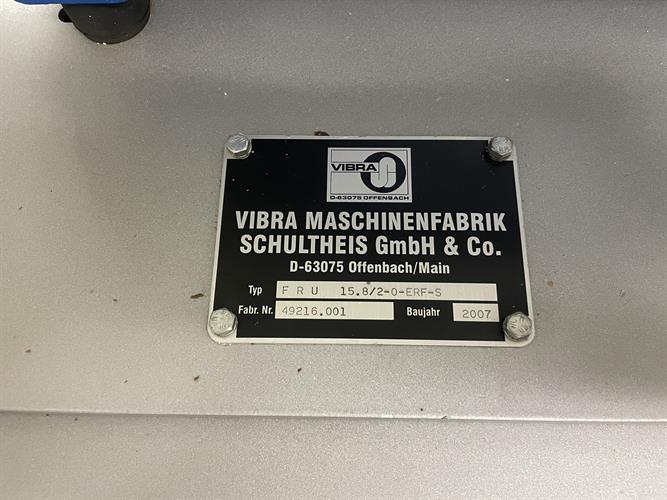 VIBRA
D-63075 OFFENBACH
VIBRA MASCHINENFABRIK
SCHULTHEIS GmbH & Co.
D-63075 Offenbach/Main
Typ F R U 15.8/2-0-ERF-S
Fabr. Nr. 49216.001 Baujahr 2007